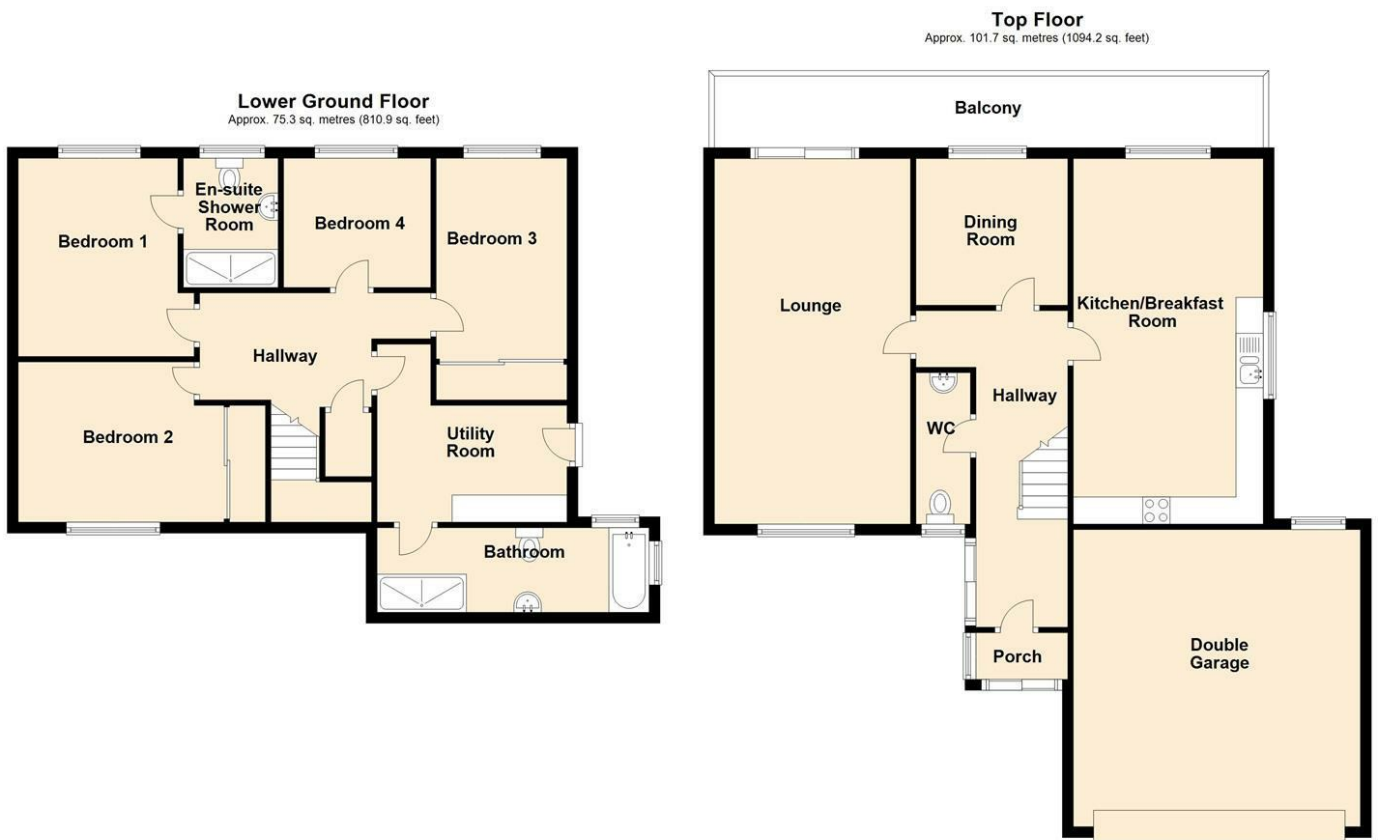 Lower Ground Floor
Approx. 75.3 sq. metres (810.9 sq. feet)
Bedroom 1
En-suite
Shower
Room
Bedroom 4
Bedroom 3
Hallway
Bedroom 2
Utility
Room
Bathroom
Top Floor
Approx. 101.7 sq. metres (1094.2 sq. feet)
Balcony
Lounge
Dining
Room
Kitchen/Breakfast
Room
Hallway
WC
Porch
Double
Garage